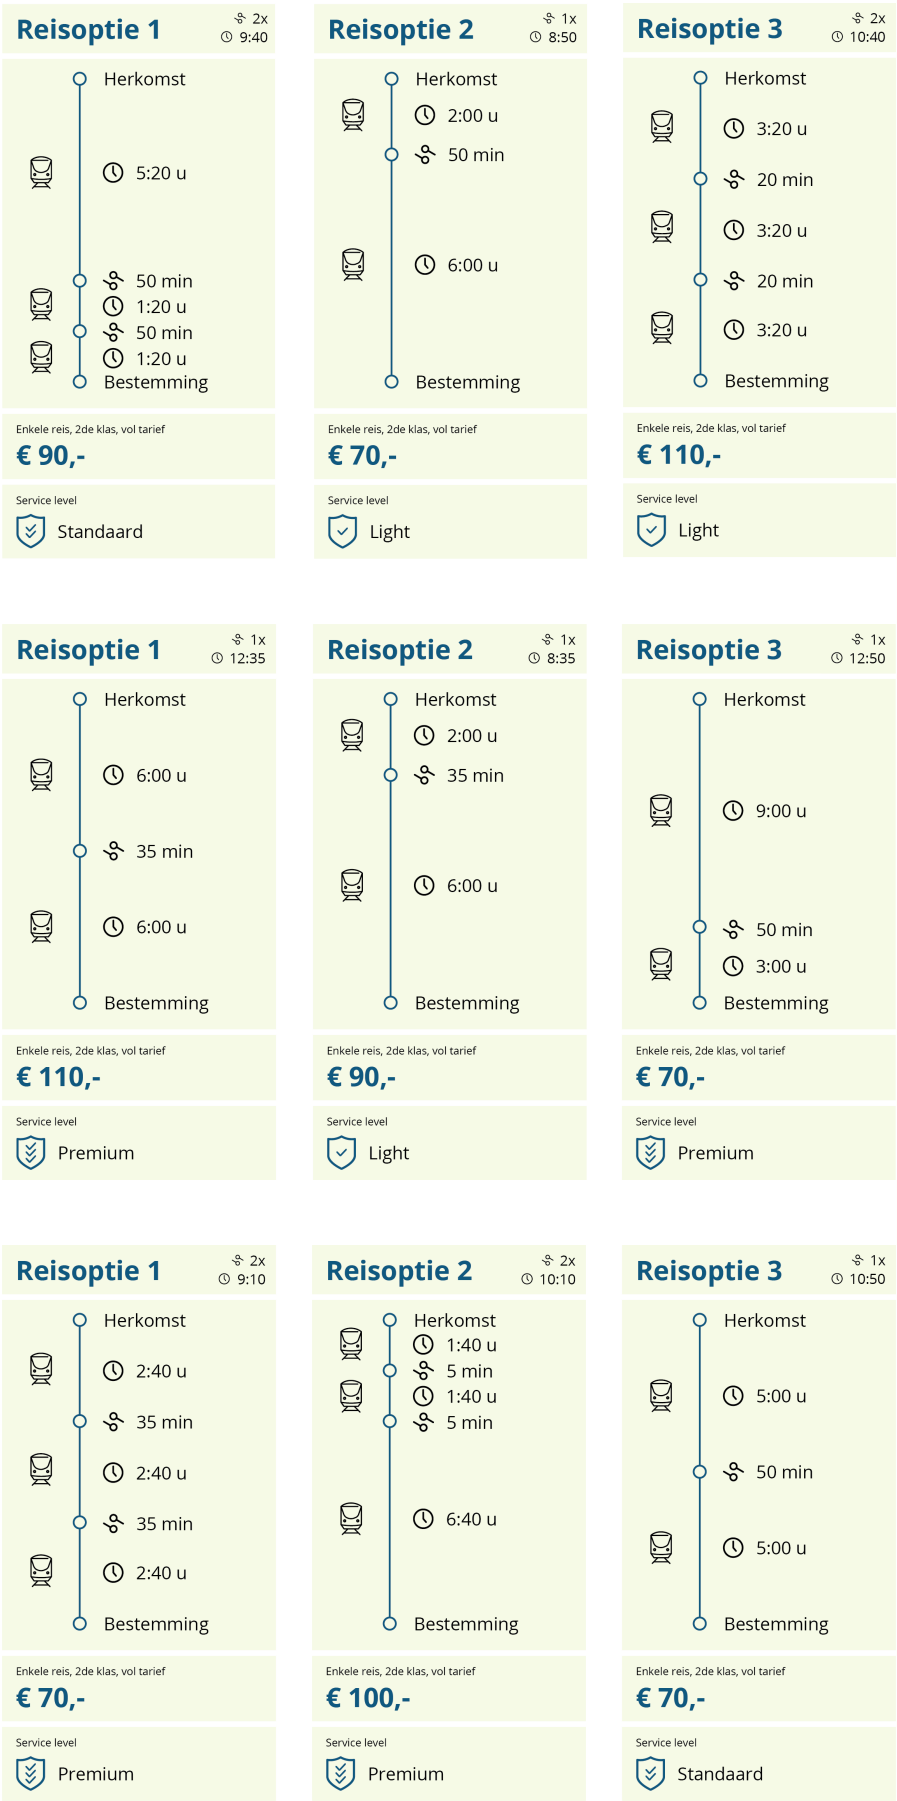 Reisoptie 1
2x
9:40
Herkomst
5:20 u
50 min
1:20 u
50 min
1:20 u
Bestemming
Enkele reis, 2de klas, vol tarief
€ 90,-
Service level
Standaard
Reisoptie 2
1x
8:50
Herkomst
2:00 u
50 min
6:00 u
Bestemming
Enkele reis, 2de klas, vol tarief
€ 70,-
Service level
Light
Reisoptie 3
2x
10:40
Herkomst
3:20 u
20 min
3:20 u
20 min
3:20 u
Bestemming
Enkele reis, 2de klas, vol tarief
€ 110,-
Service level
Light
Reisoptie 1
1x
12:35
Herkomst
6:00 u
35 min
6:00 u
Bestemming
Enkele reis, 2de klas, vol tarief
€ 110,-
Service level
Premium
Reisoptie 2
1x
8:35
Herkomst
2:00 u
35 min
6:00 u
Bestemming
Enkele reis, 2de klas, vol tarief
€ 90,-
Service level
Light
Reisoptie 3
1x
12:50
Herkomst
9:00 u
50 min
3:00 u
Bestemming
Enkele reis, 2de klas, vol tarief
€ 70,-
Service level
Premium
Reisoptie 1
2x
9:10
Herkomst
2:40 u
35 min
2:40 u
35 min
2:40 u
Bestemming
Enkele reis, 2de klas, vol tarief
€ 70,-
Service level
Premium
Reisoptie 2
2x
10:10
Herkomst
1:40 u
5 min
1:40 u
5 min
6:40 u
Bestemming
Enkele reis, 2de klas, vol tarief
€ 100,-
Service level
Premium
Reisoptie 3
1x
10:50
Herkomst
5:00 u
50 min
5:00 u
Bestemming
Enkele reis, 2de klas, vol tarief
€ 70,-
Service level
Standaard